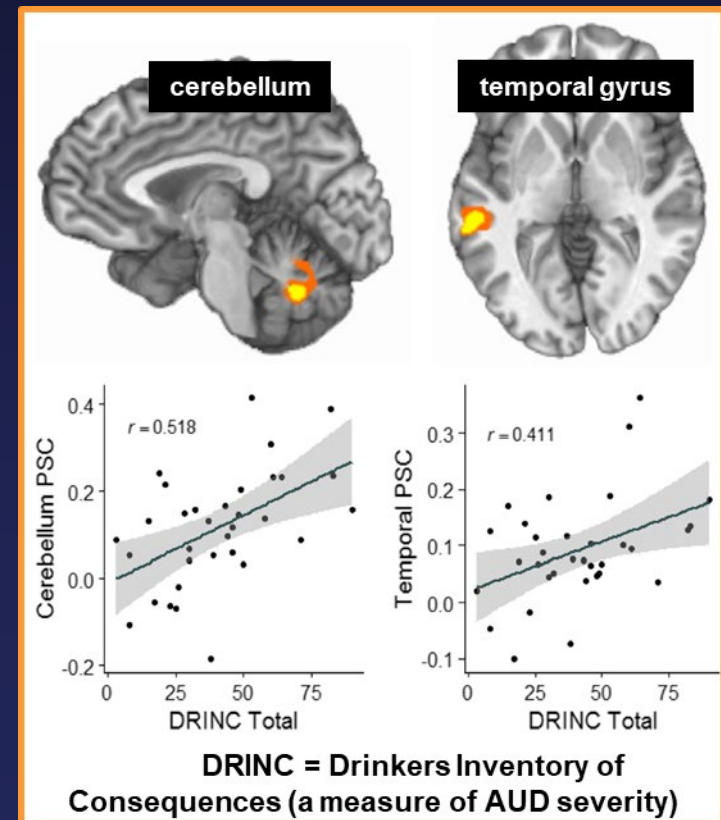 cerebellum
temporal gyrus
r = 0.518
r = 0.411
Cerebellum PSC
0.4
0.2
0.0
-0.2
0
25
50
75
DRINC Total
Temporal PSC
0.3
0.2
0.1
0.0
-0.1
0
25
50
75
DRINC Total
DRINC = Drinkers Inventory of
Consequences (a measure of AUD severity)